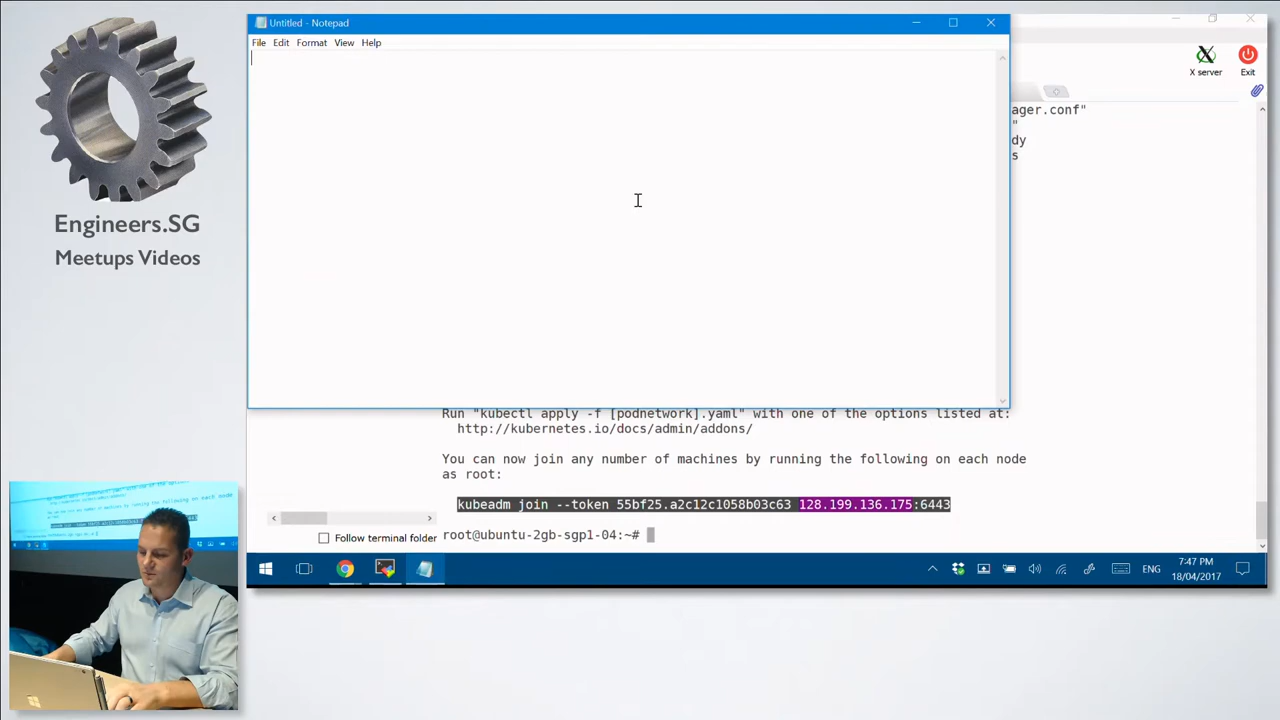 Untitled - Notepad
File Edit Format View Help
X server
Exit
ager.conf"
"
dy
s
Engineers.SG
Meetups Videos
Run "kubectl apply -f [podnetwork].yaml" with one of the options listed at:
http://kubernetes.io/docs/admin/addons/
You can now join any number of machines by running the following on each node
as root:
kubeadm join --token 55bf25.a2c12c1058b03c63 128.199.136.175:6443
Follow terminal folder
root@ubuntu-2gb-sgp1-04:~#
ENG
7:47 PM
18/04/2017